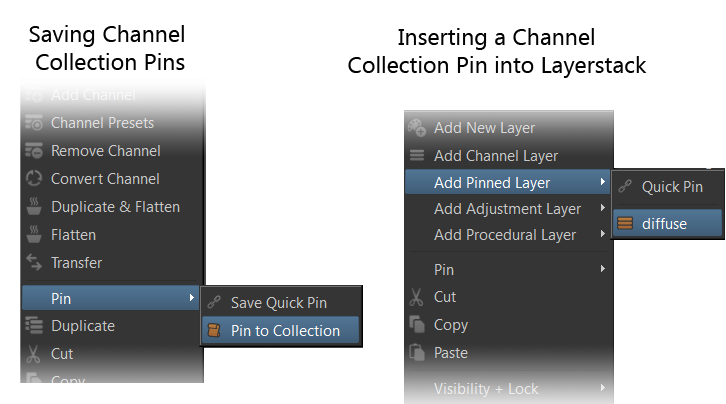 Saving Channel
Collection Pins
Add Channel
Channel Presets
Remove Channel
Convert Channel
Duplicate & Flatten
Flatten
Transfer
Pin
Save Quick Pin
Pin to Collection
Duplicate
Cut
Copy
Inserting a Channel
Collection Pin into Layerstack
Add New Layer
Add Channel Layer
Add Pinned Layer
Quick Pin
diffuse
Add Adjustment Layer
Add Procedural Layer
Pin
Cut
Copy
Paste
Visibility + Lock